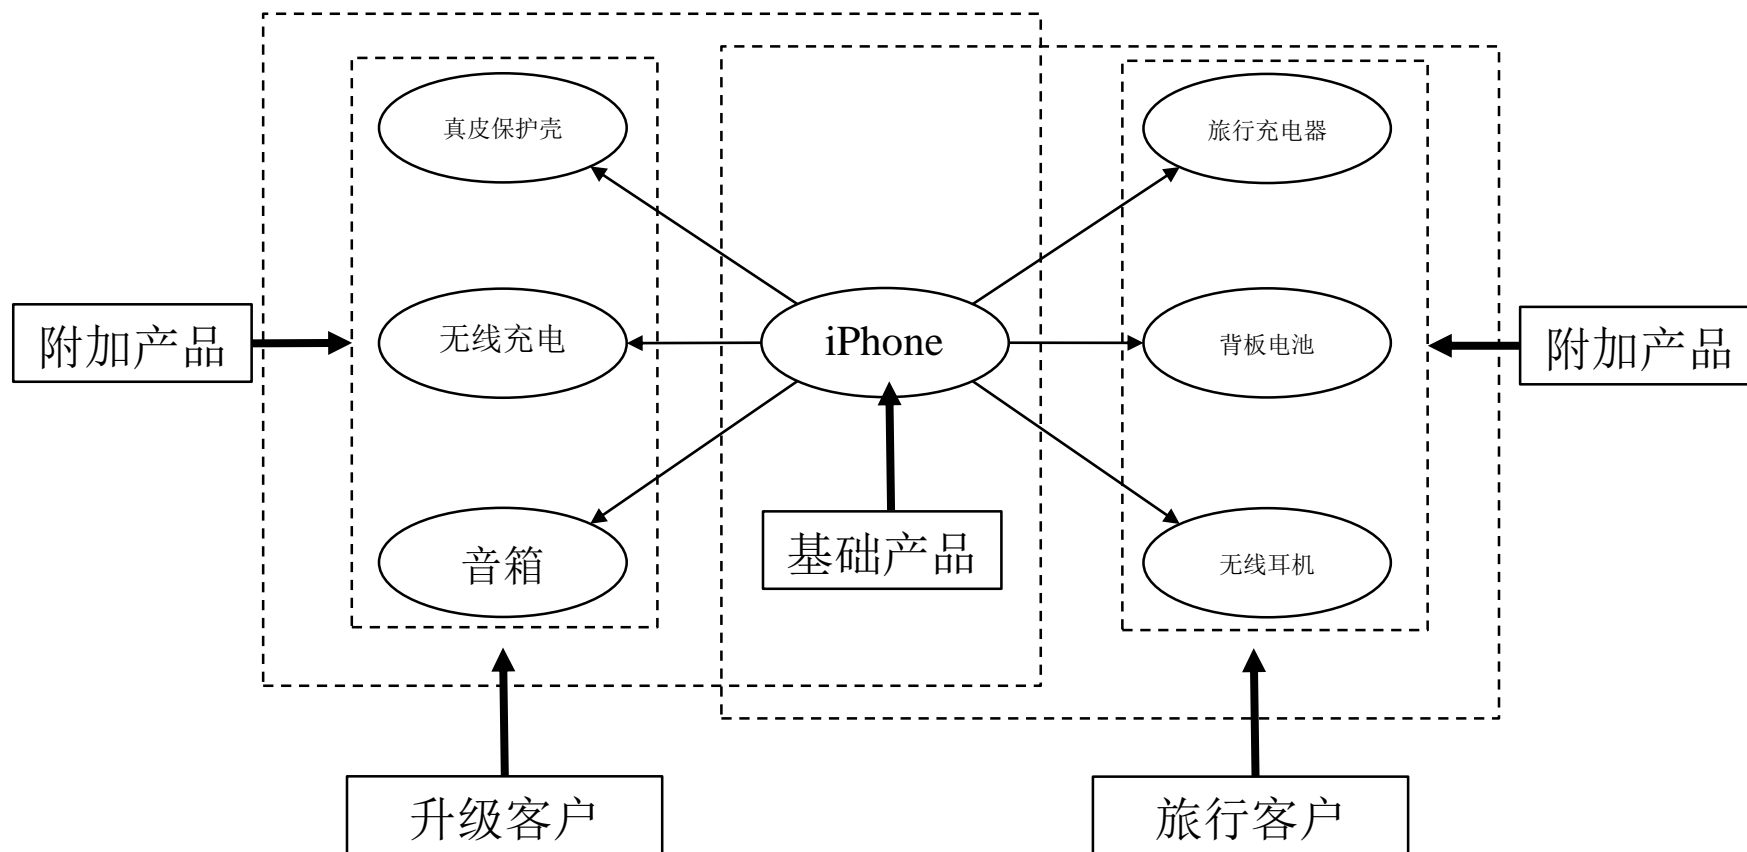 真皮保护壳
旅行充电器
附加产品
无线充电
iPhone
背板电池
附加产品
音箱
基础产品
无线耳机
升级客户
旅行客户